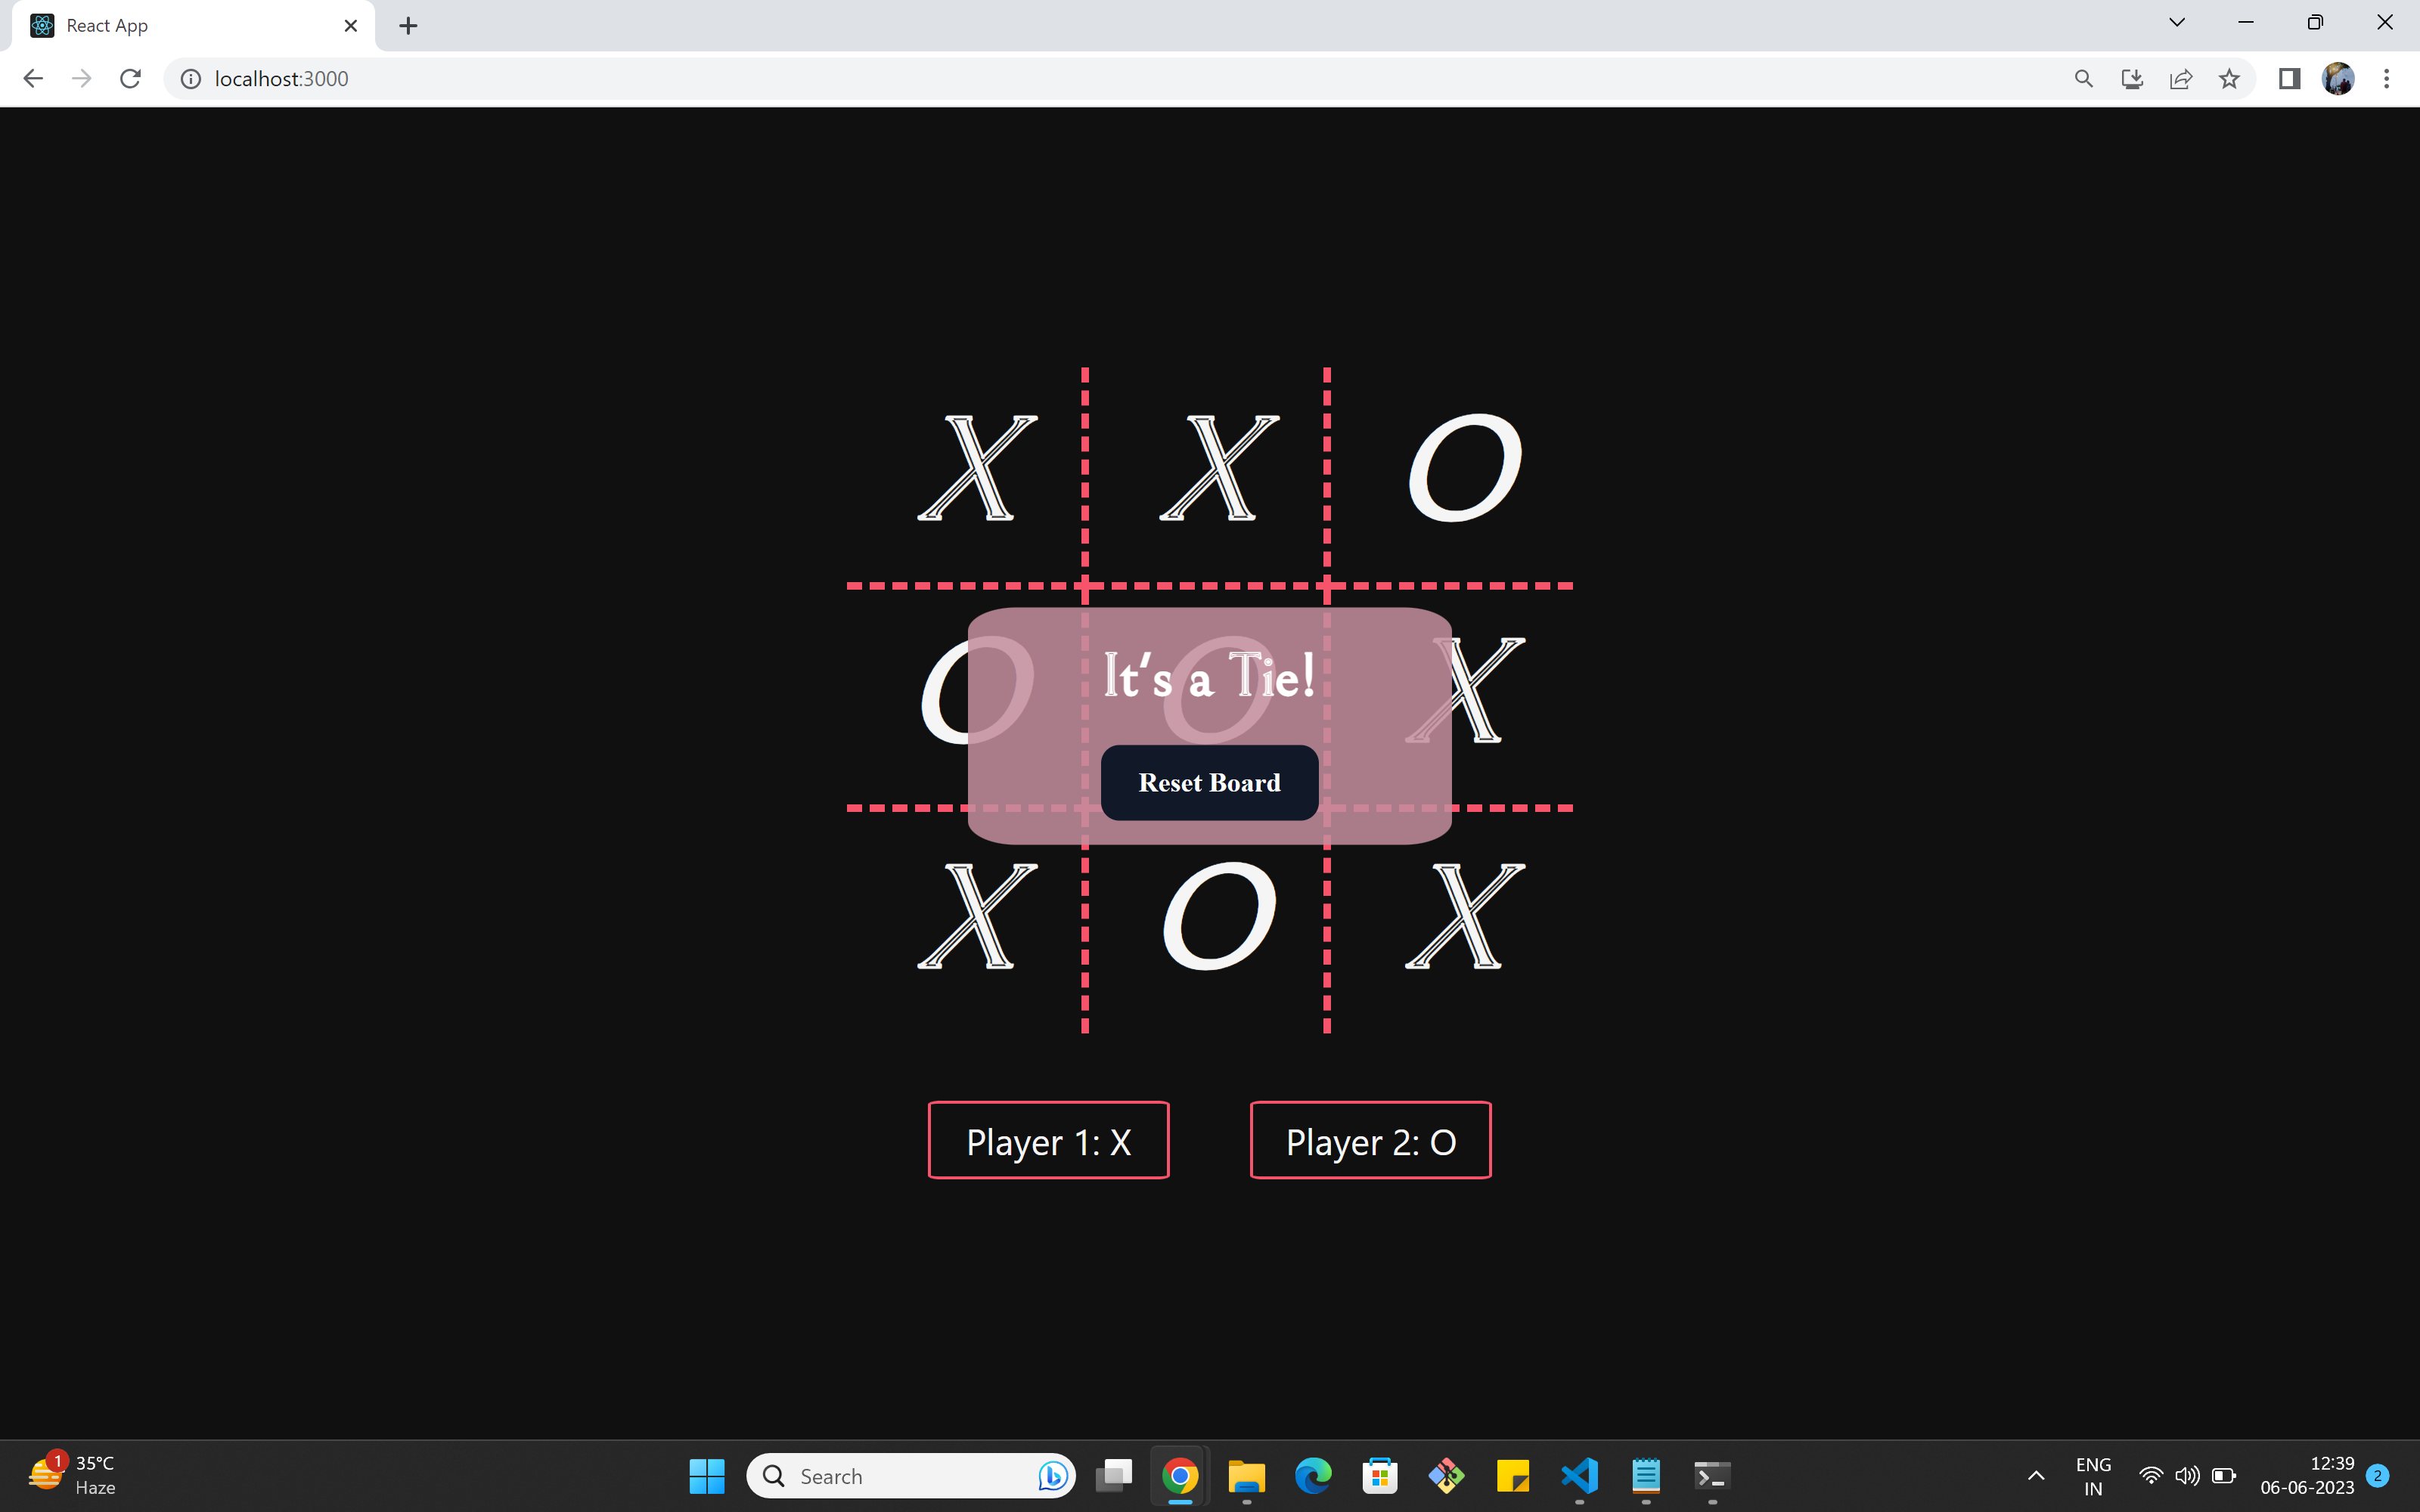 React App
localhost:3000
X X O
O O X
It's a Tie!
Reset Board
X O X
Player 1: X Player 2: O
1 35°C
Haze
Search
ENG
IN
12:39
06-06-2023
2